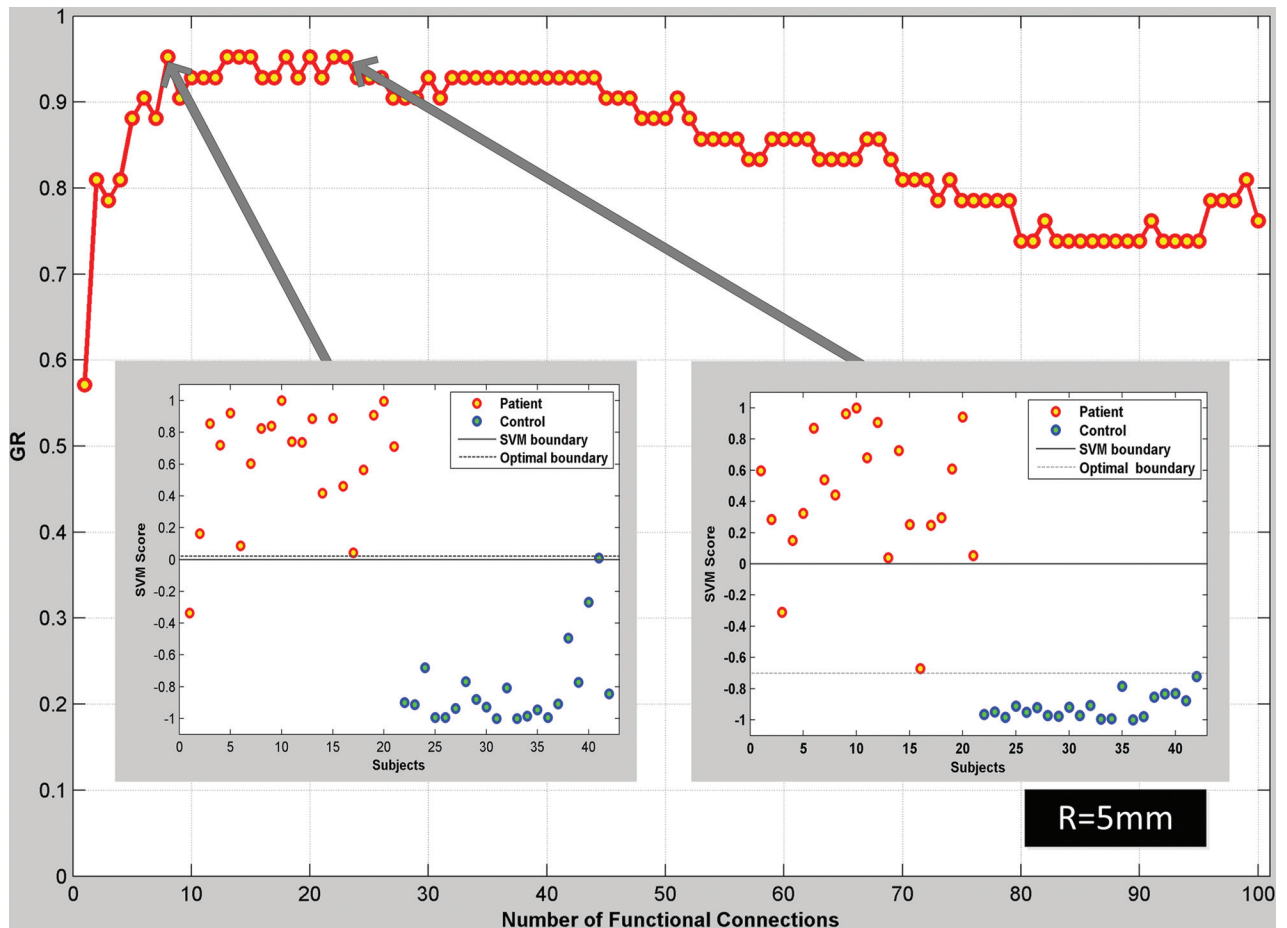 1
0.9
0.8
0.7
0.6
0.5
0.4
0.3
0.2
0.1
0
GR
0 10 20 30 40 50 60 70 80 90 100
Number of Functional Connections
1
0.8
0.6
0.4
0.2
0
-0.2
-0.4
-0.6
-0.8
-1
SVM Score
0 5 10 15 20 25 30 35 40
Subjects
Patient
Control
SVM boundary
Optimal boundary
1
0.8
0.6
0.4
0.2
0
-0.2
-0.4
-0.6
-0.8
-1
SVM Score
0 5 10 15 20 25 30 35 40
Subjects
Patient
Control
SVM boundary
Optimal boundary
R=5mm